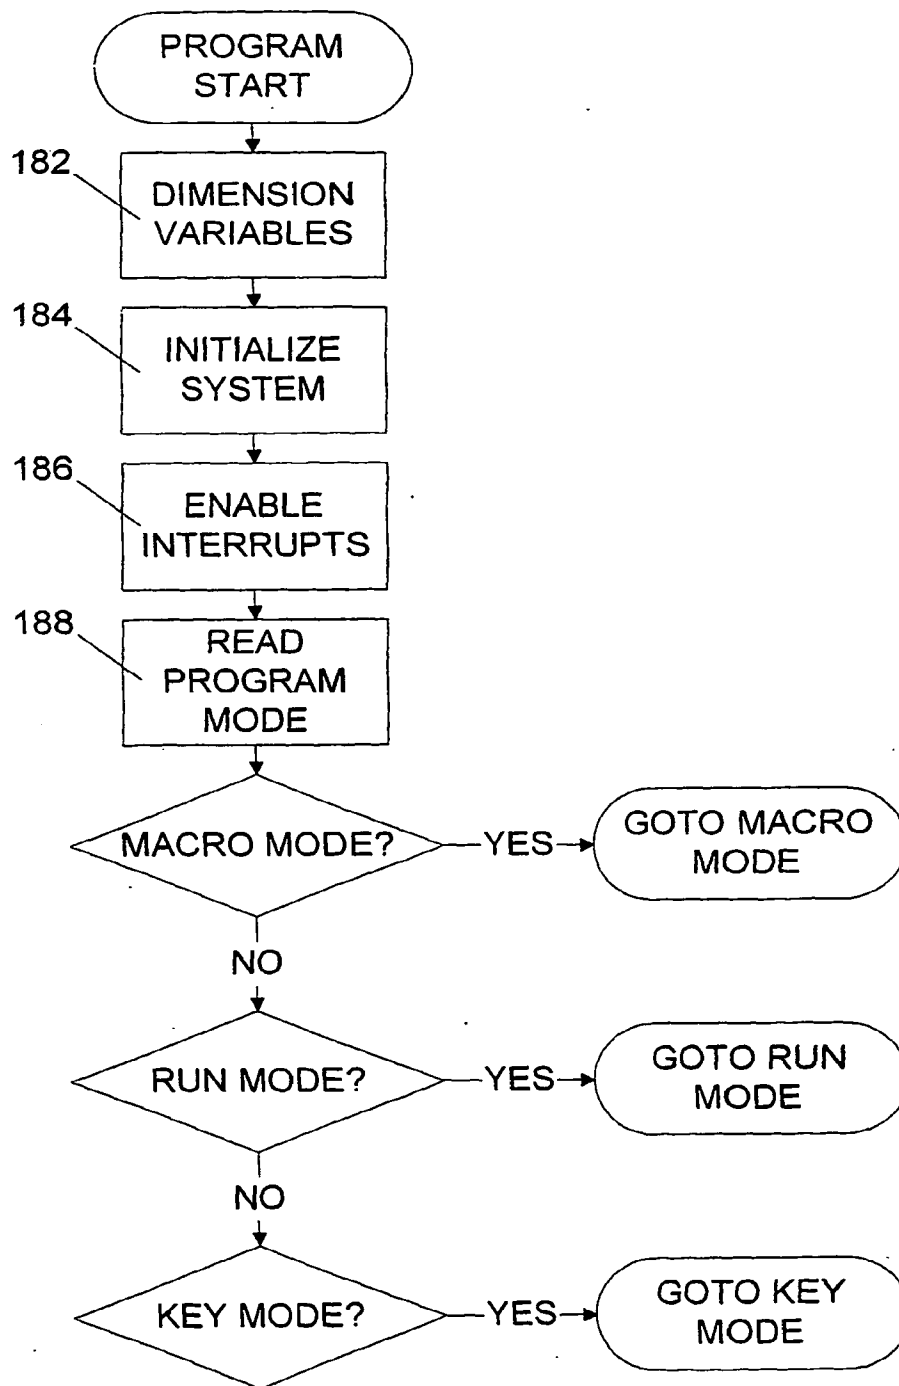 PROGRAM
START
182
DIMENSION
VARIABLES
184
INITIALIZE
SYSTEM
186
ENABLE
INTERRUPTS
188
READ
PROGRAM
MODE
MACRO MODE?
YES
GOTO MACRO
MODE
NO
RUN MODE?
YES
GOTO RUN
MODE
NO
KEY MODE?
YES
GOTO KEY
MODE